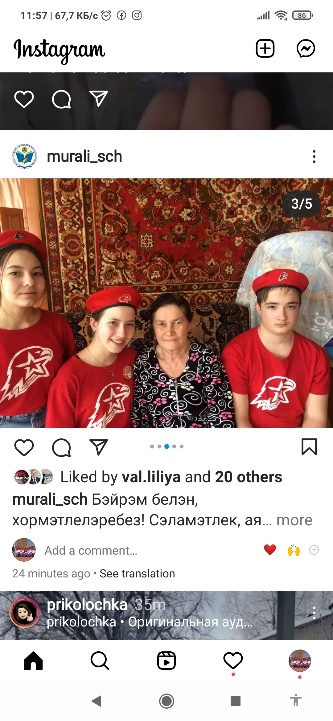 11:57 | 67,7 КБ/с
86
Instagram
murali_sch
3/5
Liked by val.liliya and 20 others
murali_sch Бэйрэм белэн,
хормэтлелэребез! Сэламэтлек, ая... more
Add a comment...
24 minutes ago • See translation
prikolochka 35m
prikolochka • Оригинальная ауд...